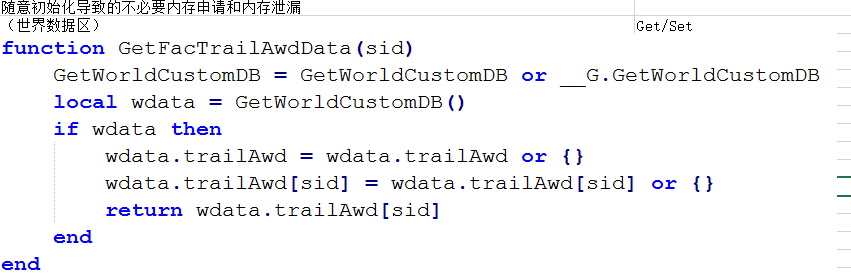 随意初始化导致的不必要内存申请和内存泄漏
（世界数据区） Get/Set
function GetFacTrailAwdData(sid)
    GetWorldCustomDB = GetWorldCustomDB or __G.GetWorldCustomDB
    local wdata = GetWorldCustomDB()
    if wdata then
        wdata.trailAwd = wdata.trailAwd or {}
        wdata.trailAwd[sid] = wdata.trailAwd[sid] or {}
        return wdata.trailAwd[sid]
    end
end